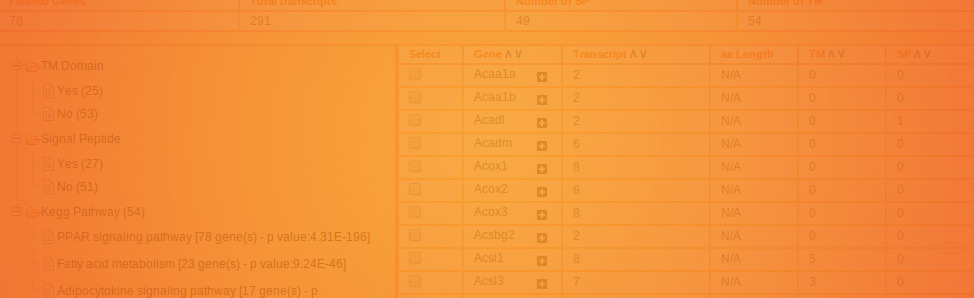 Filtered Genes Total transcripts Number of SP Number of TM
78 291 49 54
TM Domain
Yes (25)
No (53)
Signal Peptide
Yes (27)
No (51)
Kegg Pathway (54)
PPAR signaling pathway [78 gene(s) - p value:4.31E-196]
Fatty acid metabolism [23 gene(s) - p value:9.24E-46]
Adipocytokine signaling pathway [17 gene(s) - p
Select Gene ∧ ∨ Transcript ∧ ∨ aa Length TM ∧ ∨ SP ∧ ∨
Acaa1a 2 N/A 0 0
Acaa1b 2 N/A 0 0
Acadl 2 N/A 0 1
Acadm 6 N/A 0 0
Acox1 8 N/A 0 0
Acox2 8 N/A 0 0
Acox3 8 N/A 0 0
Acsbg2 2 N/A 0 0
Acsl1 8 N/A 5 0
Acsl3 7 N/A 3 0